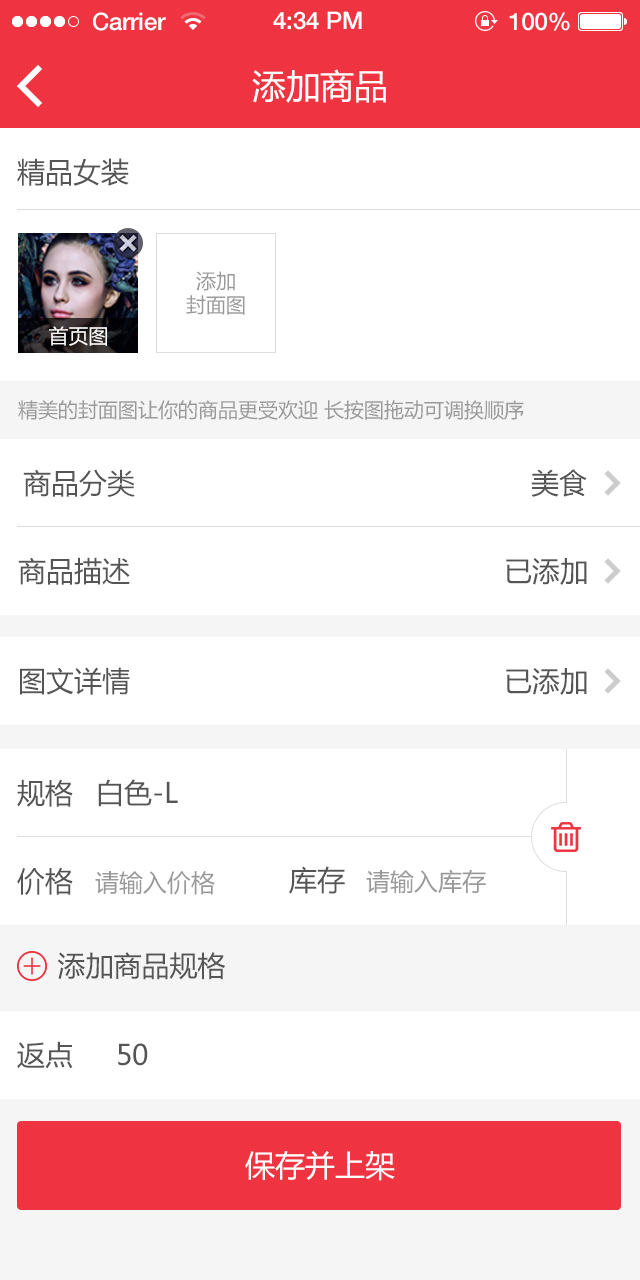 Carrier 4:34 PM 100%
添加商品
精品女装
首页图
添加
封面图
精美的封面图让你的商品更受欢迎 长按图拖动可调换顺序
商品分类 美食
商品描述 已添加
图文详情 已添加
规格 白色-L
价格 请输入价格 库存 请输入库存
添加商品规格
返点 50
保存并上架